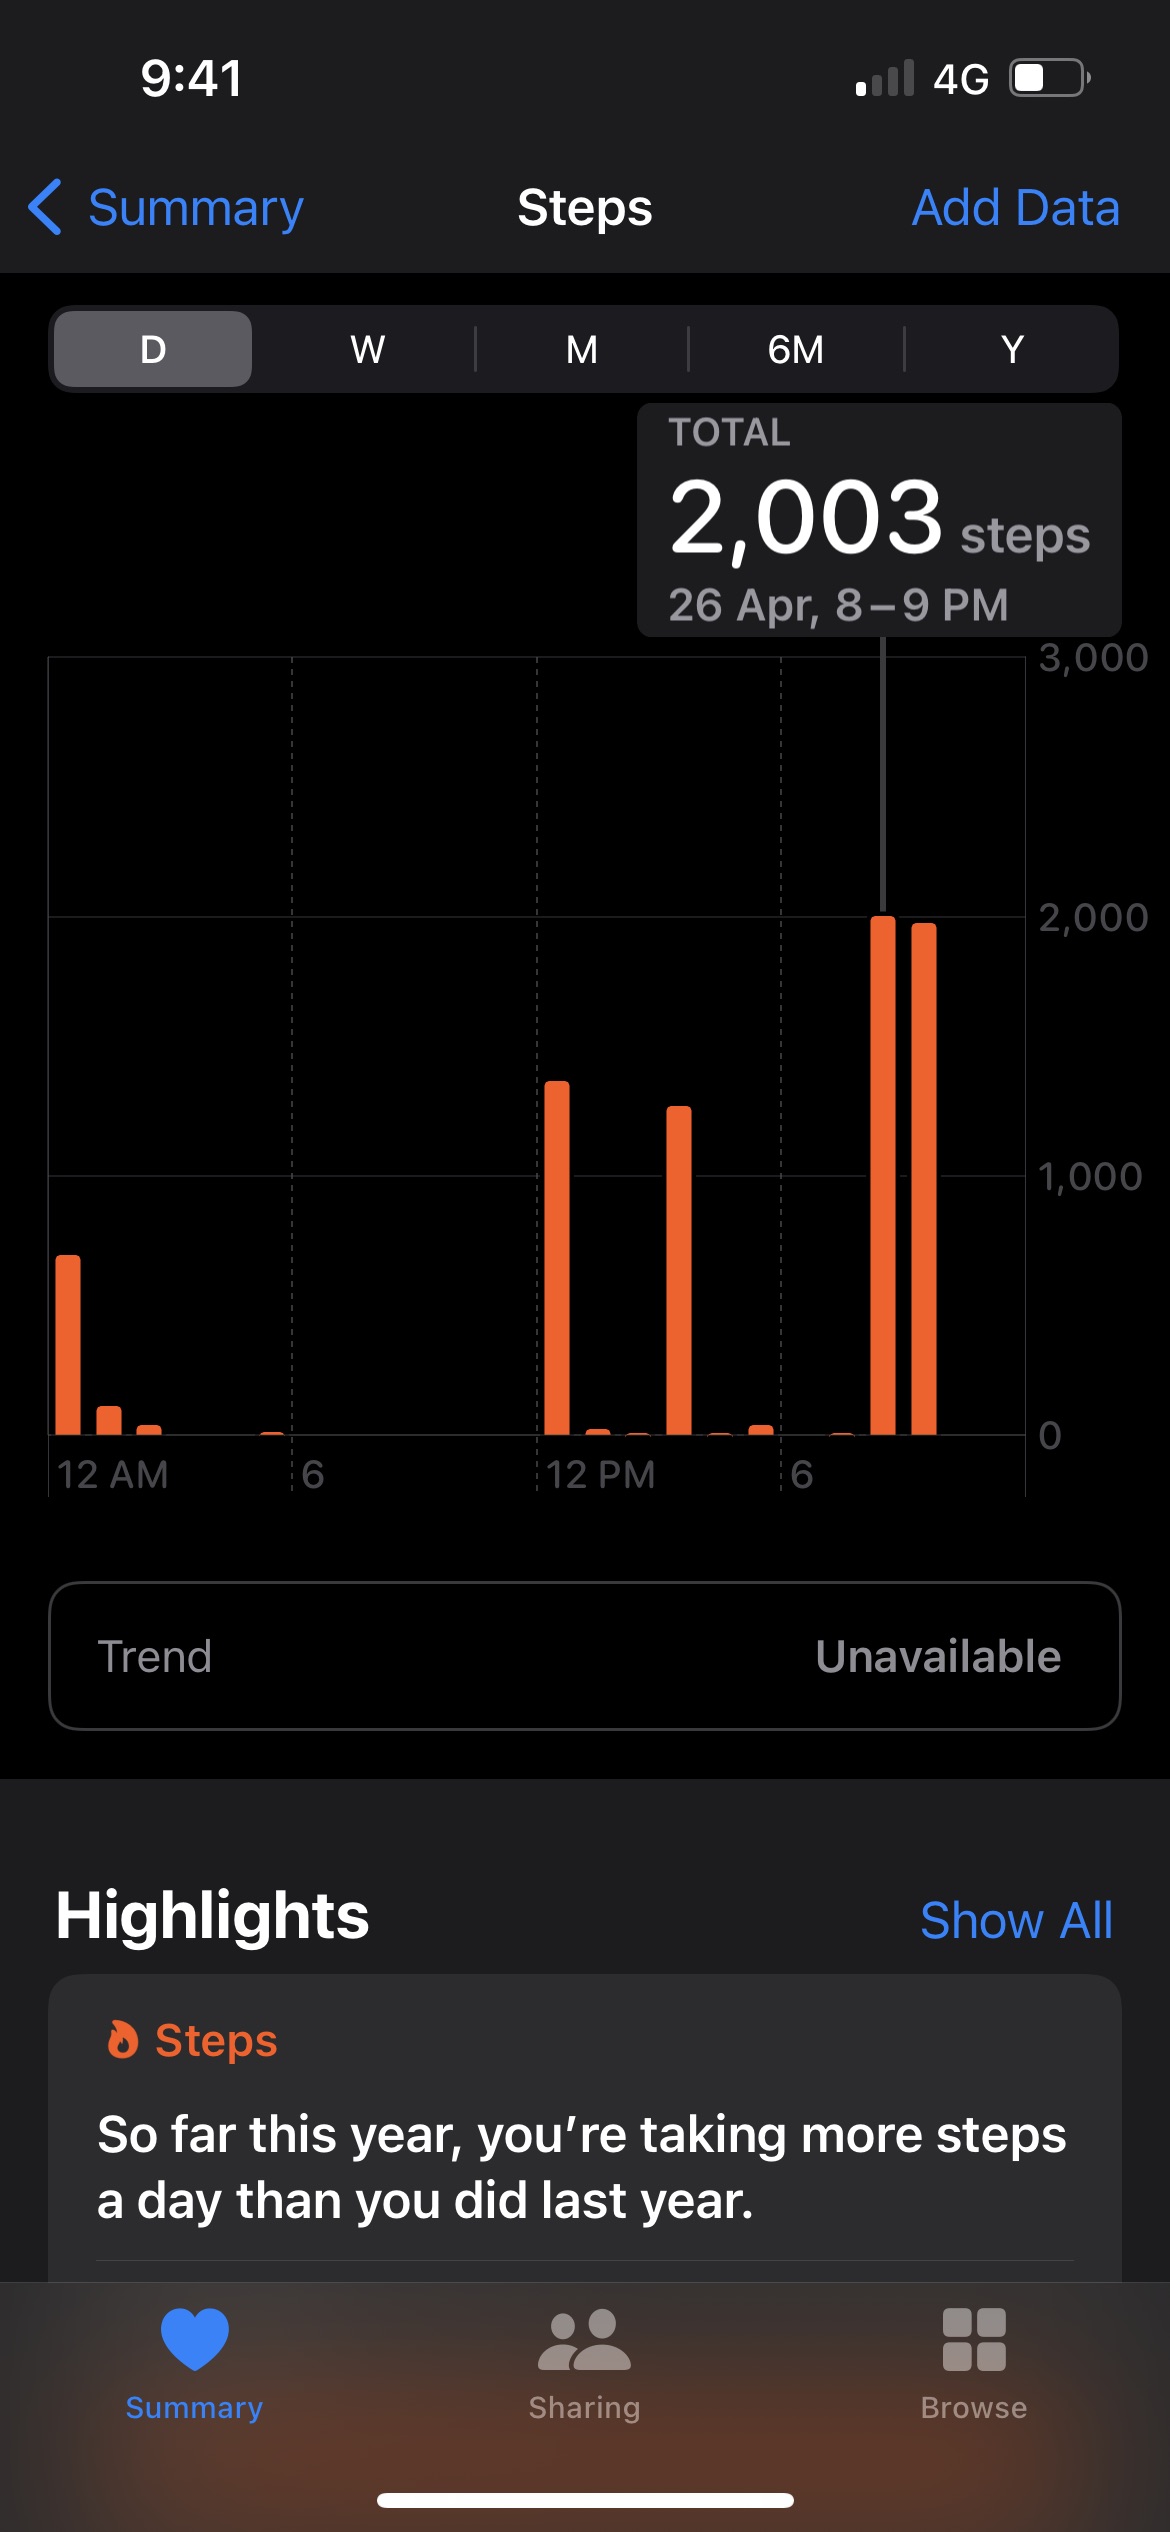 9:41
4G
Summary
Steps
Add Data
D
W
M
6M
Y
TOTAL
2,003 steps
26 Apr, 8–9 PM
3,000
2,000
1,000
0
12 AM
6
12 PM
6
Trend
Unavailable
Highlights
Show All
Steps
So far this year, you’re taking more steps
a day than you did last year.
Summary
Sharing
Browse